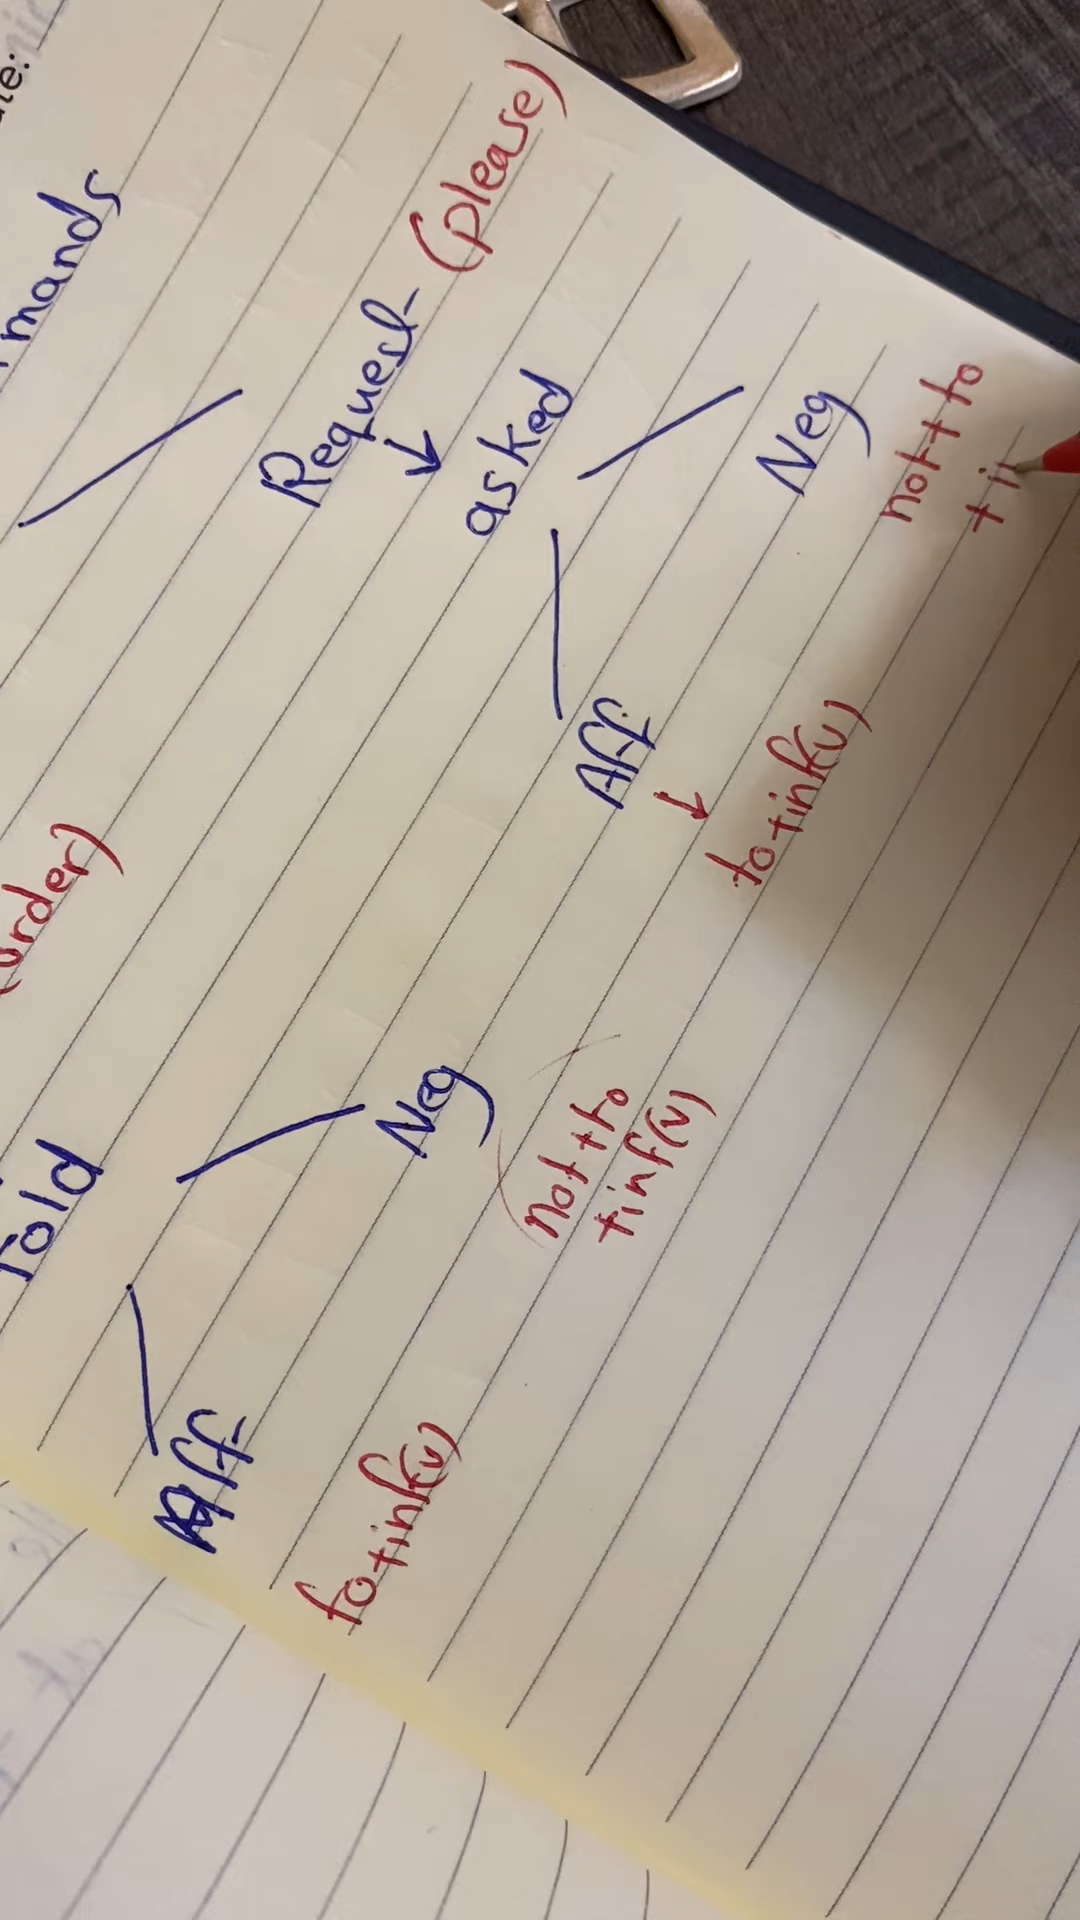 mands
(order)
Request (please)
↓
Told
asked
Aff
Neg
Aff
Neg
↓
to+inf(v)
not+to
+inf(v)
to+inf(v)
not+to